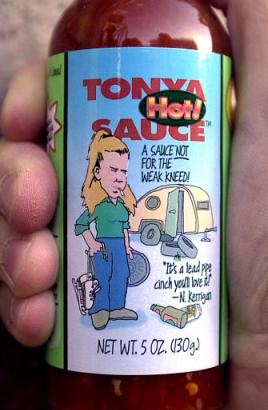 TONYA
Hot!
SAUCE™
A SAUCE NOT
FOR THE
WEAK KNEED!
"It's a lead pipe
cinch you'll love it!"
—N. Kerrigan
NET WT. 5 OZ. (130g.)